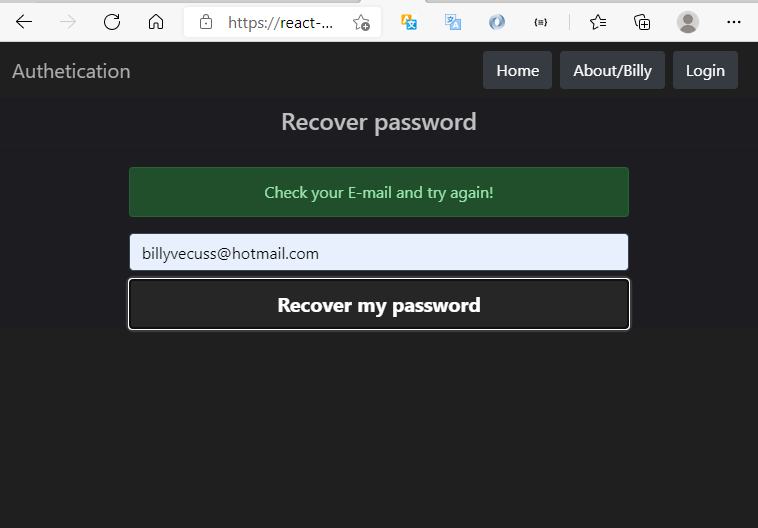 https://react-...
Authetication
Home
About/Billy
Login
Recover password
Check your E-mail and try again!
billyvecuss@hotmail.com
Recover my password